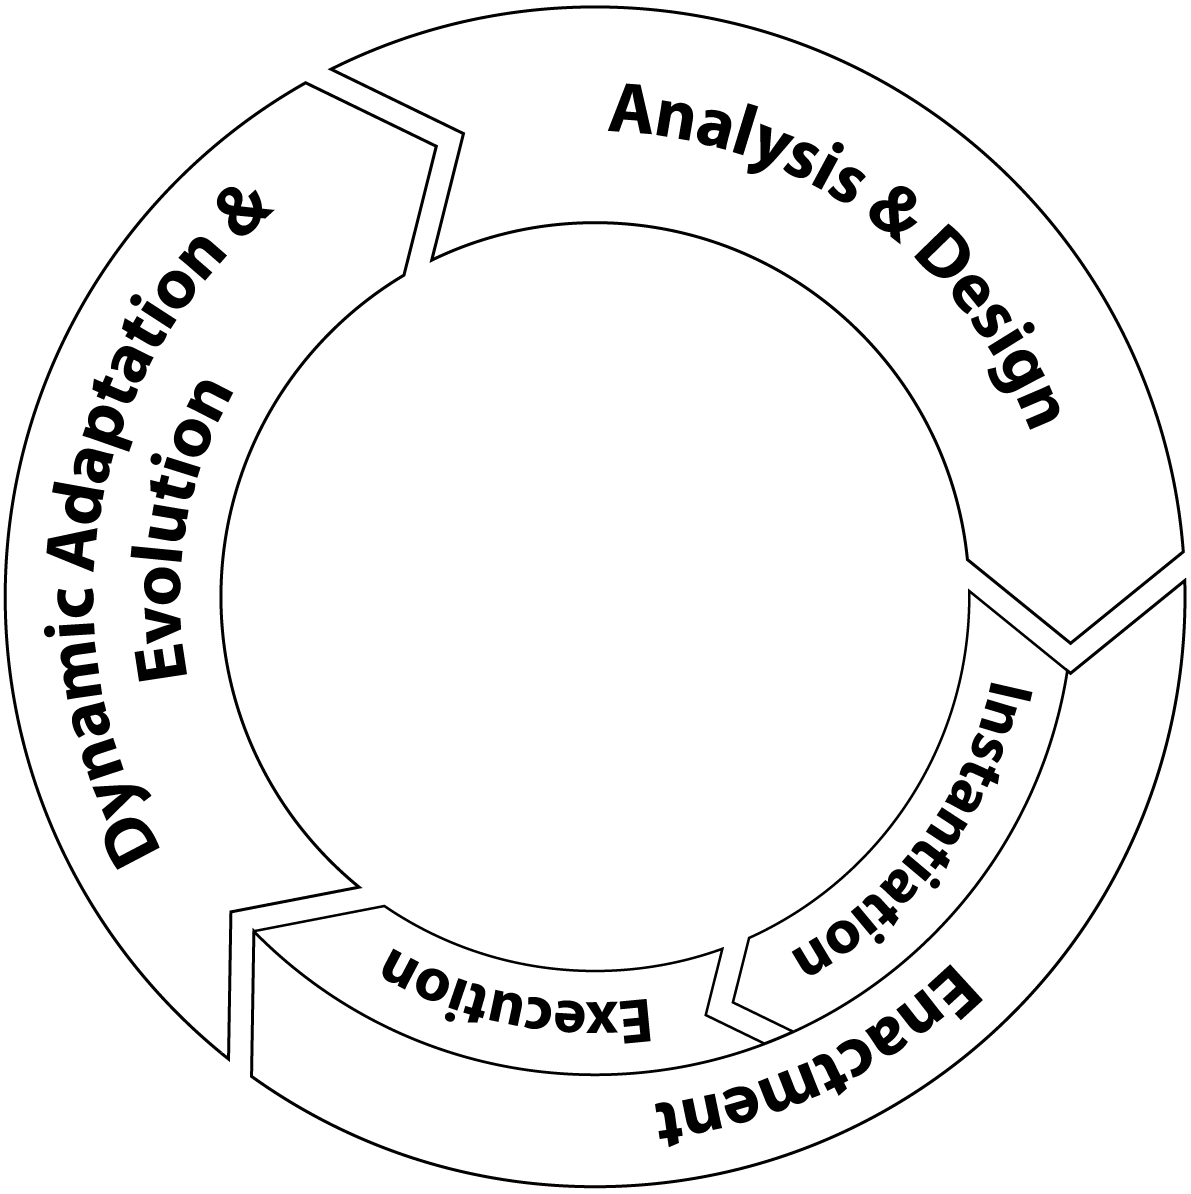 Analysis & Design
Instantiation
Enactment
Execution
Dynamic Adaptation &
Evolution